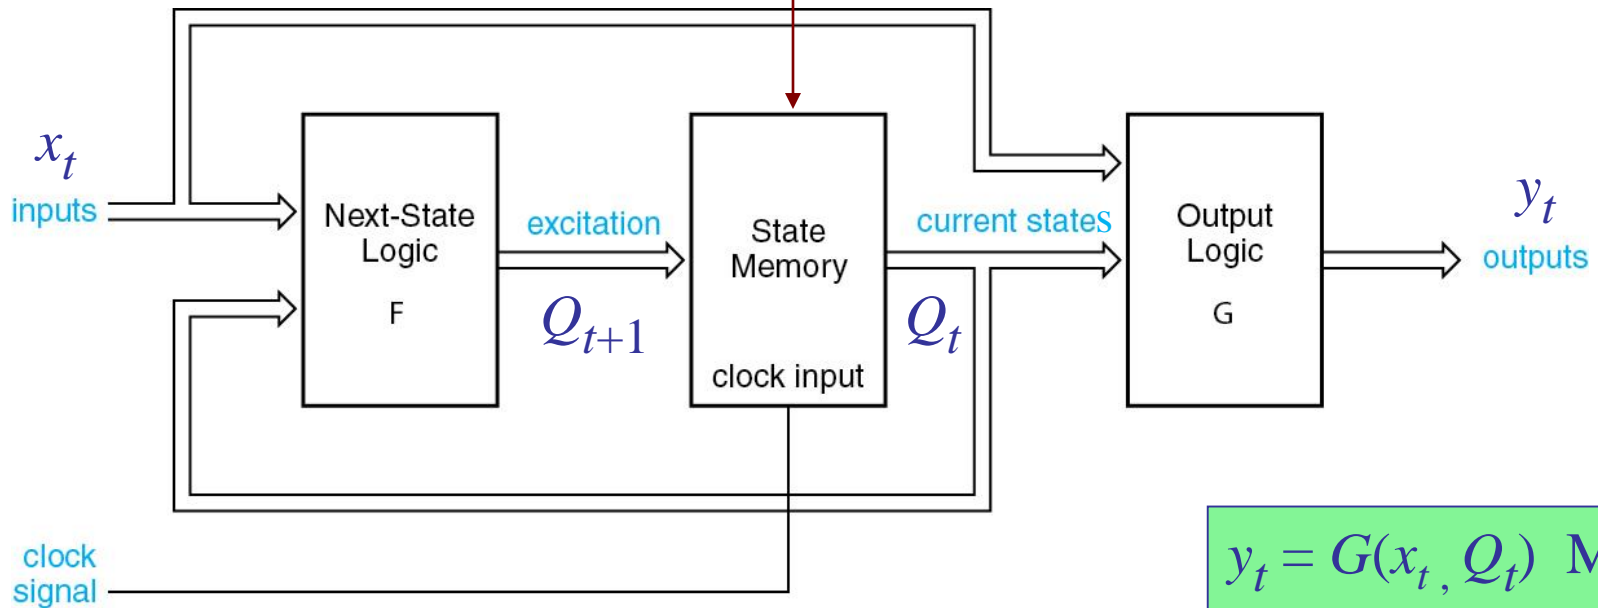 x_t
inputs
Next-State
Logic
F
excitation
Q_{t+1}
State
Memory
clock input
current states
Q_t
Output
Logic
G
y_t
outputs
clock
signal
y_t = G(x_t, Q_t) M